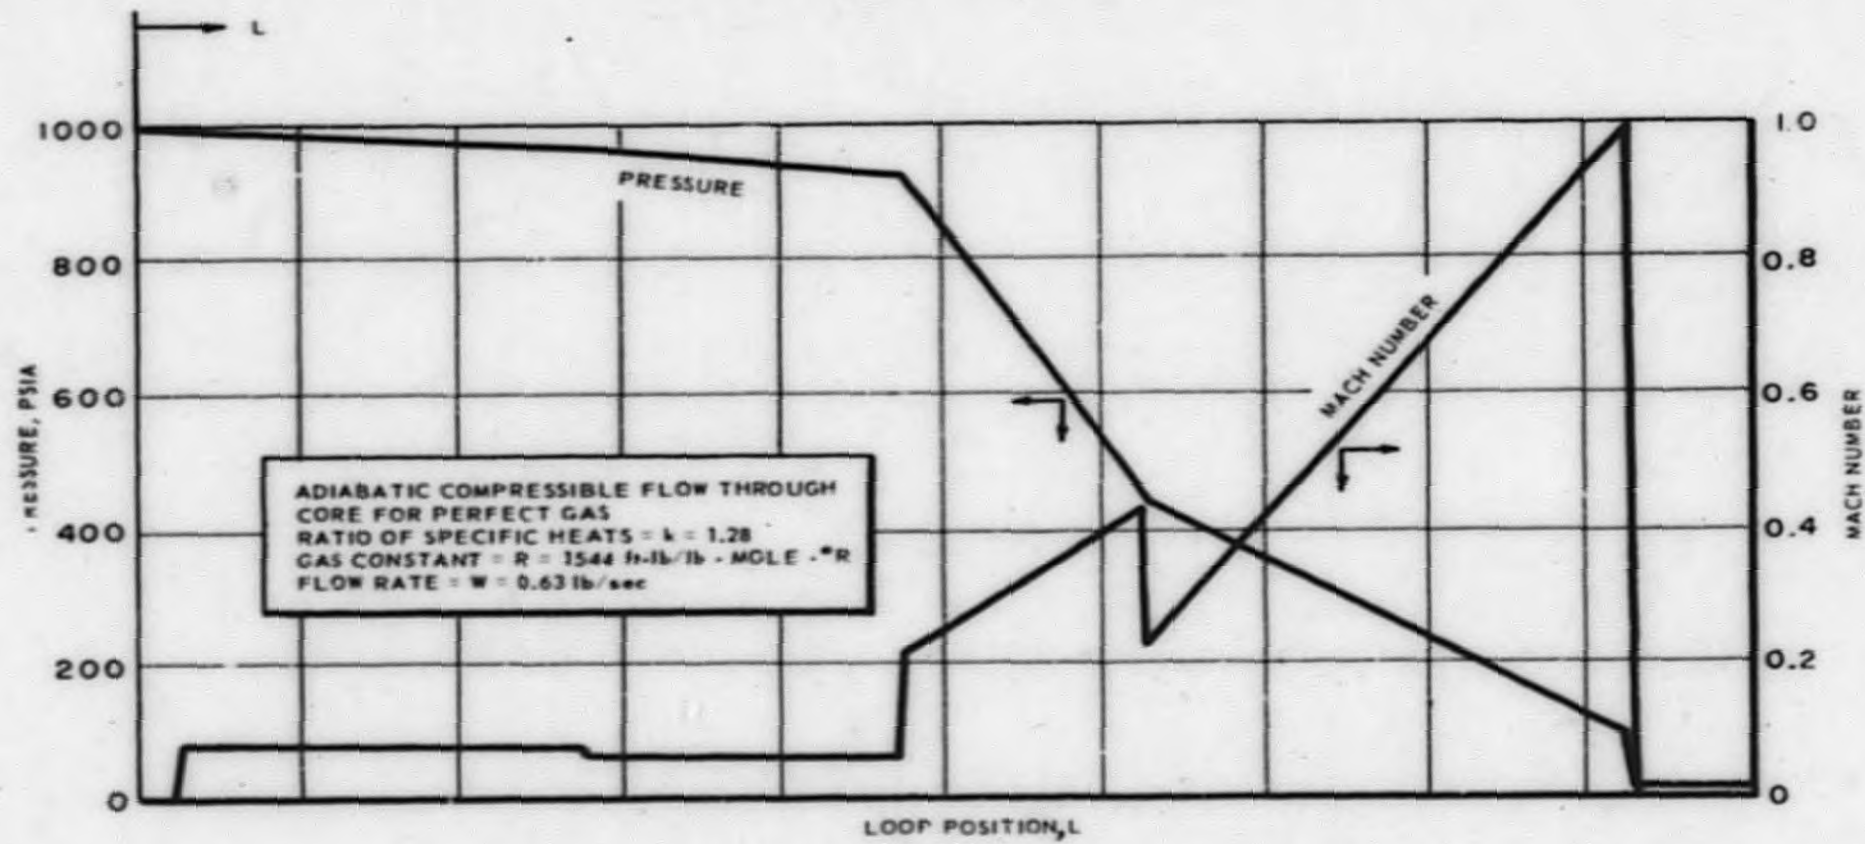 L
1000
800
600
400
200
0
PRESSURE, PSIA
PRESSURE
MACH NUMBER
ADIABATIC COMPRESSIBLE FLOW THROUGH
CORE FOR PERFECT GAS
RATIO OF SPECIFIC HEATS = k = 1.28
GAS CONSTANT = R = 1544 ft-lb/lb - MOLE - °R
FLOW RATE = W = 0.63 lb/sec
1.0
0.8
0.6
0.4
0.2
0
MACH NUMBER
LOOP POSITION, L